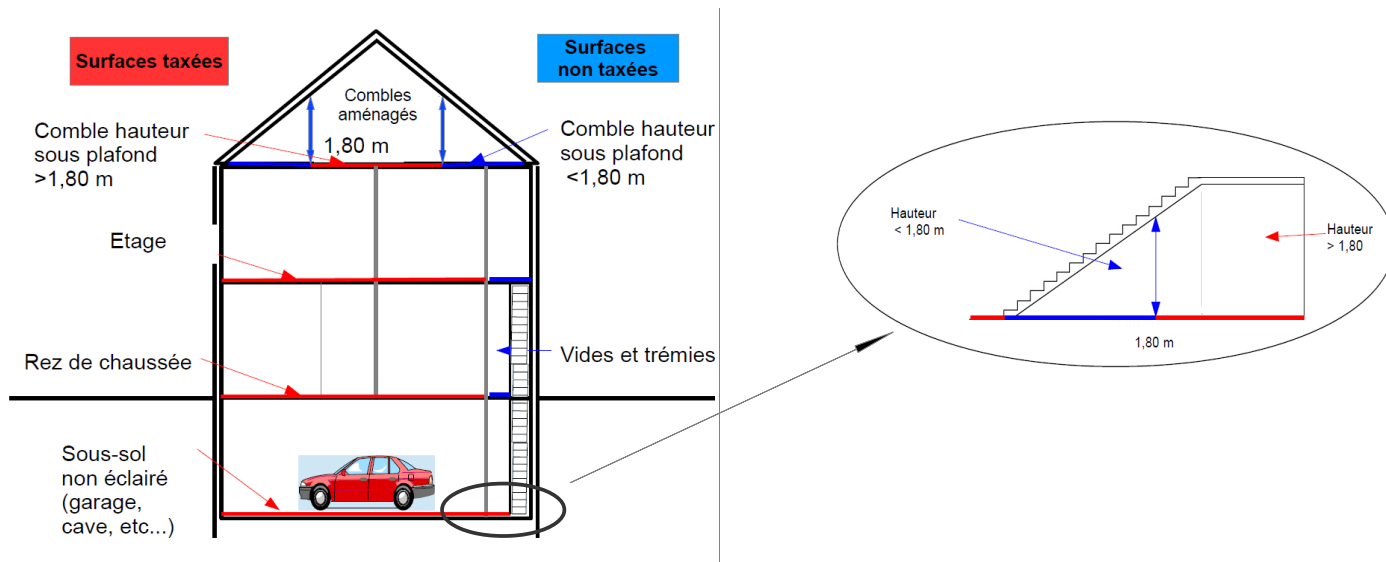 Surfaces taxées
Surfaces
non taxées
Combles
aménagés
1,80 m
Comble hauteur
sous plafond
>1,80 m
Comble hauteur
sous plafond
<1,80 m
Etage
Rez de chaussée
Vides et trémies
Sous-sol
non éclairé
(garage,
cave, etc...)
Hauteur
< 1,80 m
Hauteur
> 1,80
1,80 m